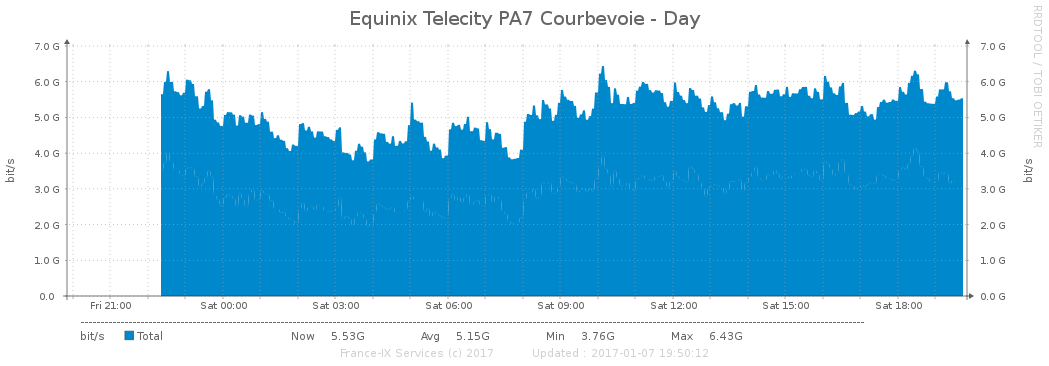 Equinix Telecity PA7 Courbevoie - Day
RRDTOOL / TOBI OETIKER
7.0 G 7.0 G
6.0 G 6.0 G
5.0 G 5.0 G
4.0 G 4.0 G
3.0 G 3.0 G
2.0 G 2.0 G
1.0 G 1.0 G
0.0 0.0 G
bit/s
bit/s
Fri 21:00 Sat 00:00 Sat 03:00 Sat 06:00 Sat 09:00 Sat 12:00 Sat 15:00 Sat 18:00
bit/s Total Now 5.53G Avg 5.15G Min 3.76G Max 6.43G
France-IX Services (c) 2017 Updated : 2017-01-07 19:50:12